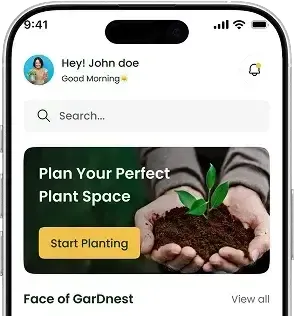 9:41
Hey! John doe
Good Morning
Search...
Plan Your Perfect
Plant Space
Start Planting
Face of GarDnest
View all